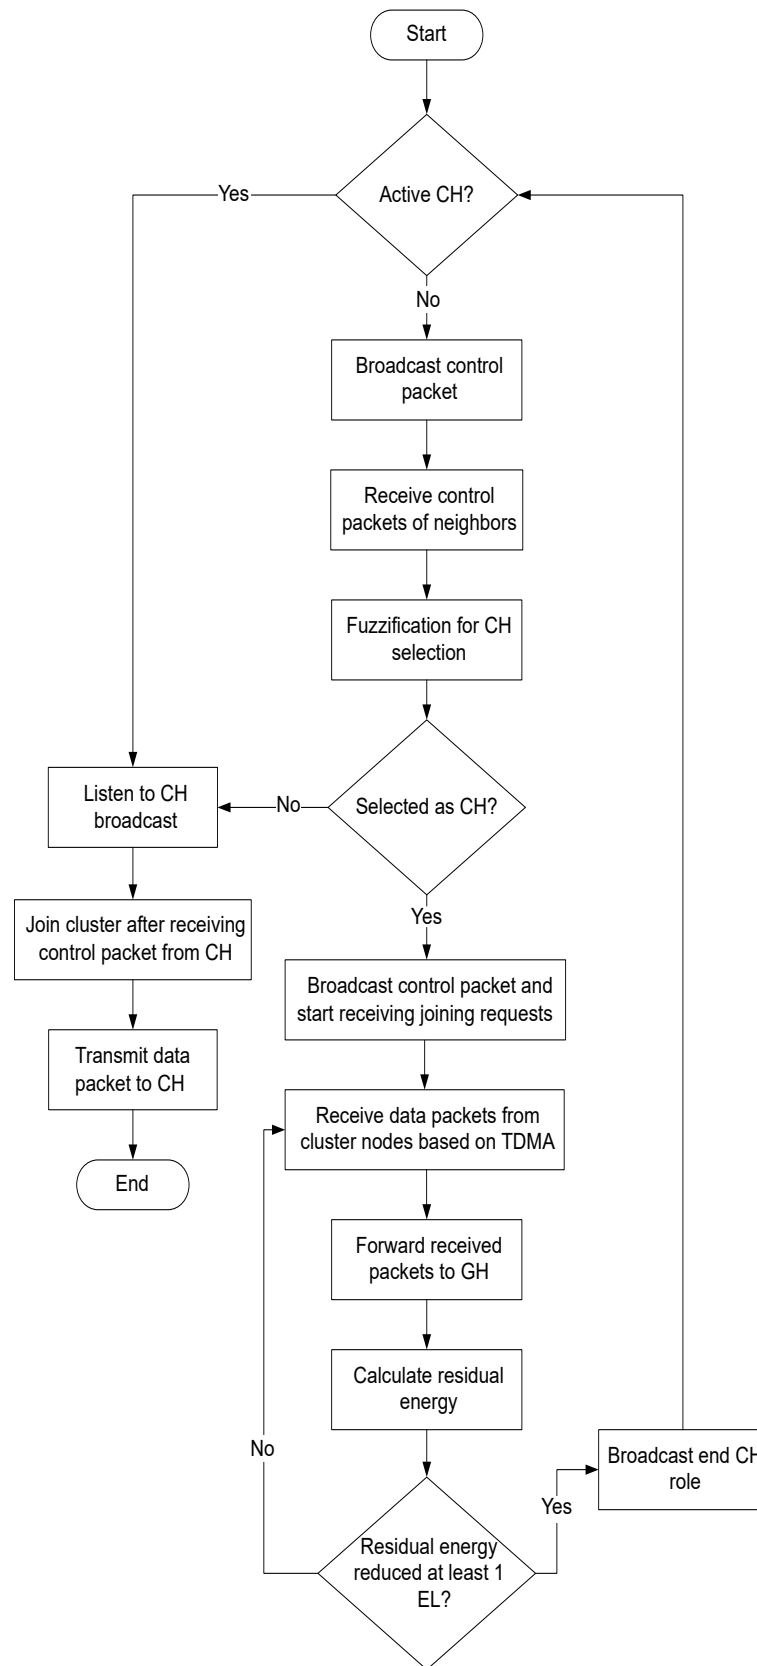 Start
Active CH?
Yes
No
Broadcast control
packet
Receive control
packets of neighbors
Fuzzification for CH
selection
Listen to CH
broadcast
No
Selected as CH?
Yes
Join cluster after receiving
control packet from CH
Broadcast control packet and
start receiving joining requests
Transmit data
packet to CH
Receive data packets from
cluster nodes based on TDMA
End
Forward received
packets to GH
Calculate residual
energy
No
Broadcast end CH
role
Yes
Residual energy
reduced at least 1
EL?